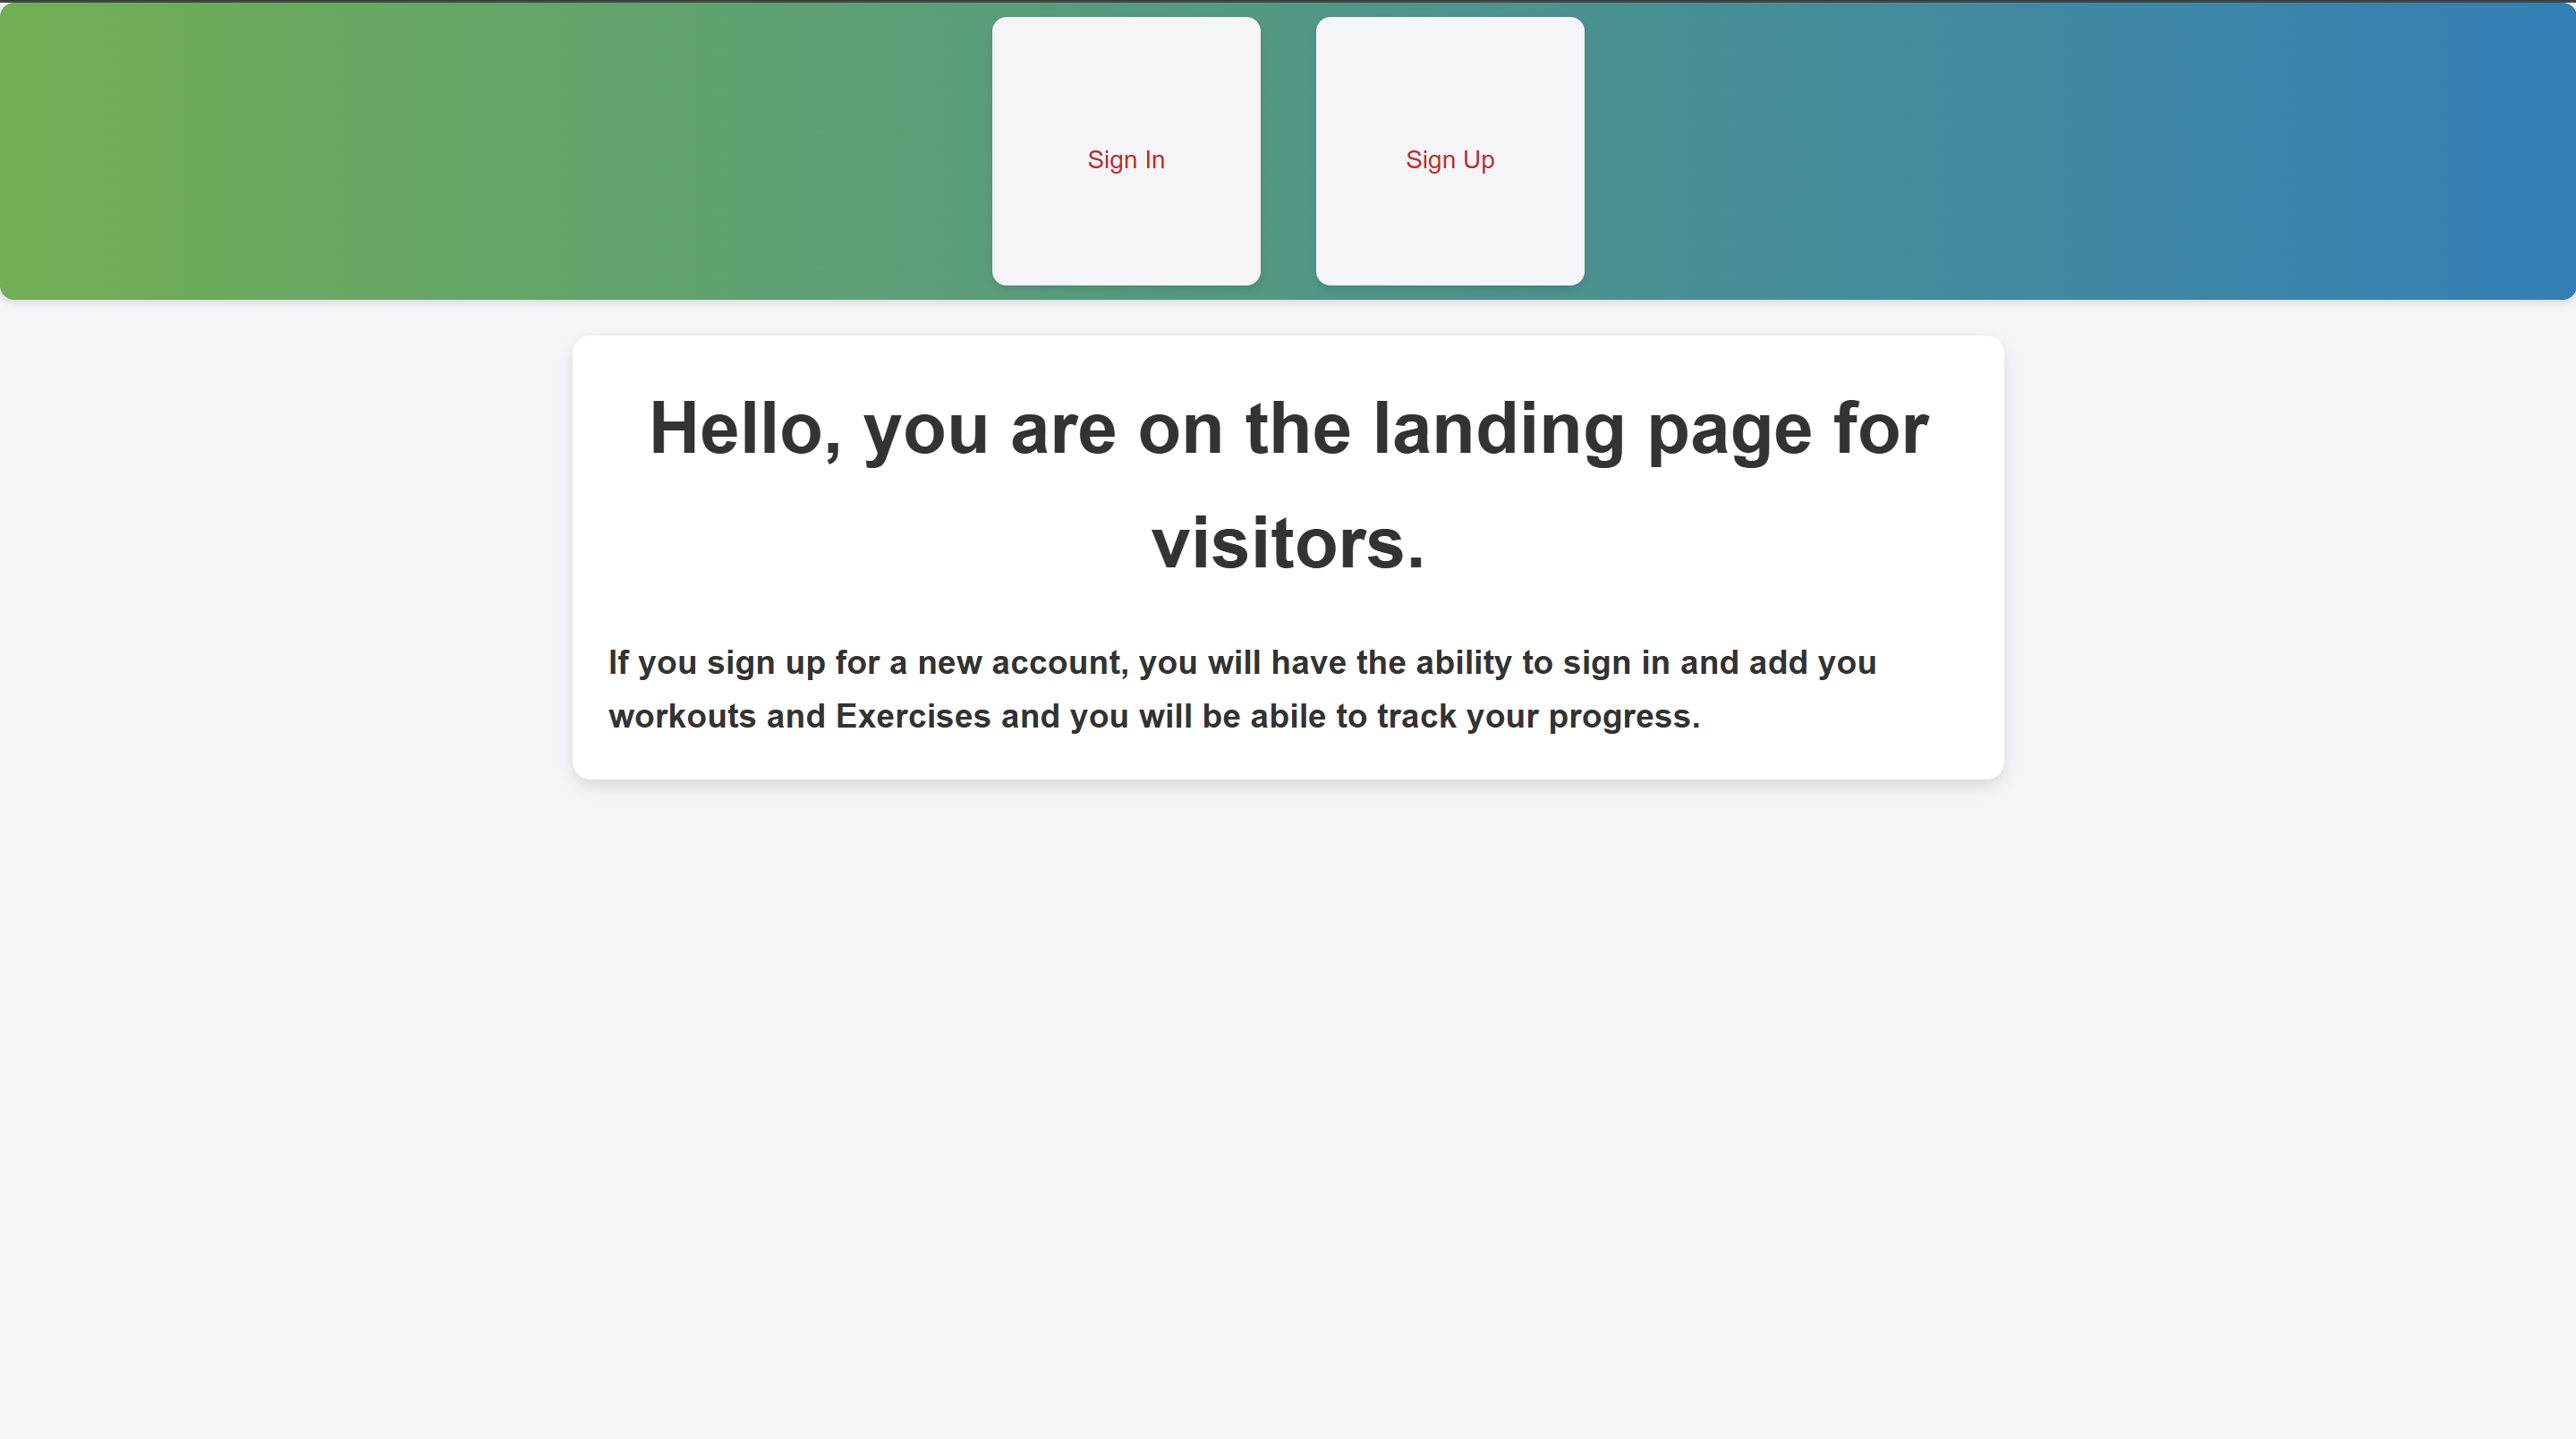 Sign In
Sign Up
Hello, you are on the landing page for
visitors.
If you sign up for a new account, you will have the ability to sign in and add you
workouts and Exercises and you will be abile to track your progress.